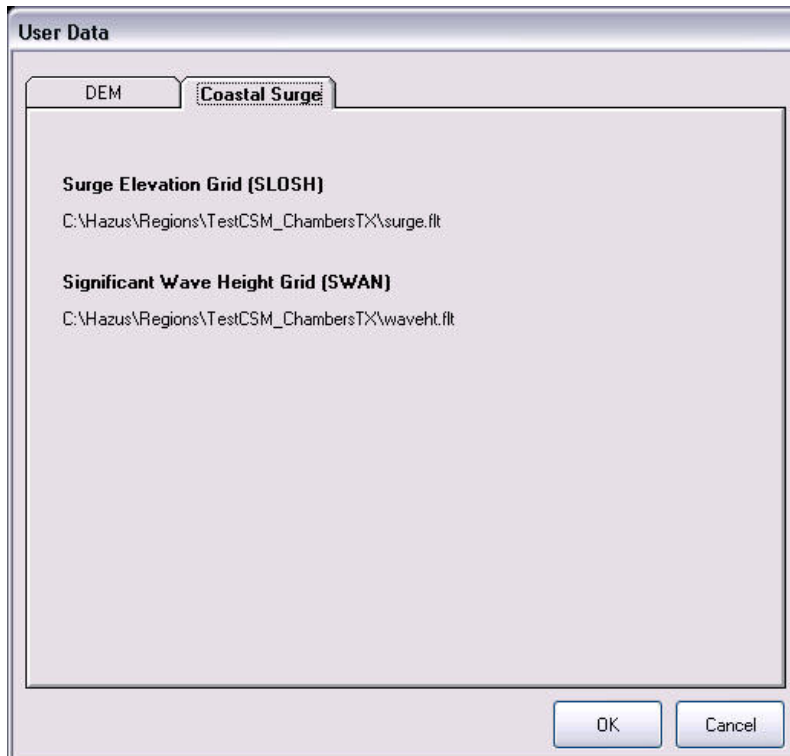 User Data
DEM
Coastal Surge
Surge Elevation Grid (SLOSH)
C:\Hazus\Regions\TestCSM_ChambersTX\surge.flt
Significant Wave Height Grid (SWAN)
C:\Hazus\Regions\TestCSM_ChambersTX\waveht.flt
OK
Cancel